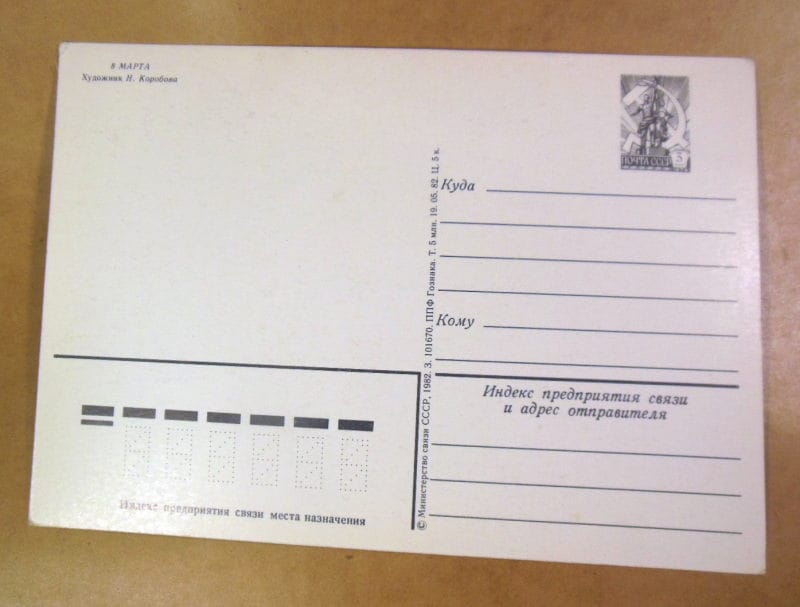 8 МАРТА
Художник Н. Коробова
ПОЧТА СССР
5
Куда
Кому
Индекс предприятия связи
и адрес отправителя
© Министерство связи СССР, 1982. З. 101670. ППФ Гознака. Т. 5 млн. 19. 05. 82. Ц. 5 к.
Индекс предприятия связи места назначения